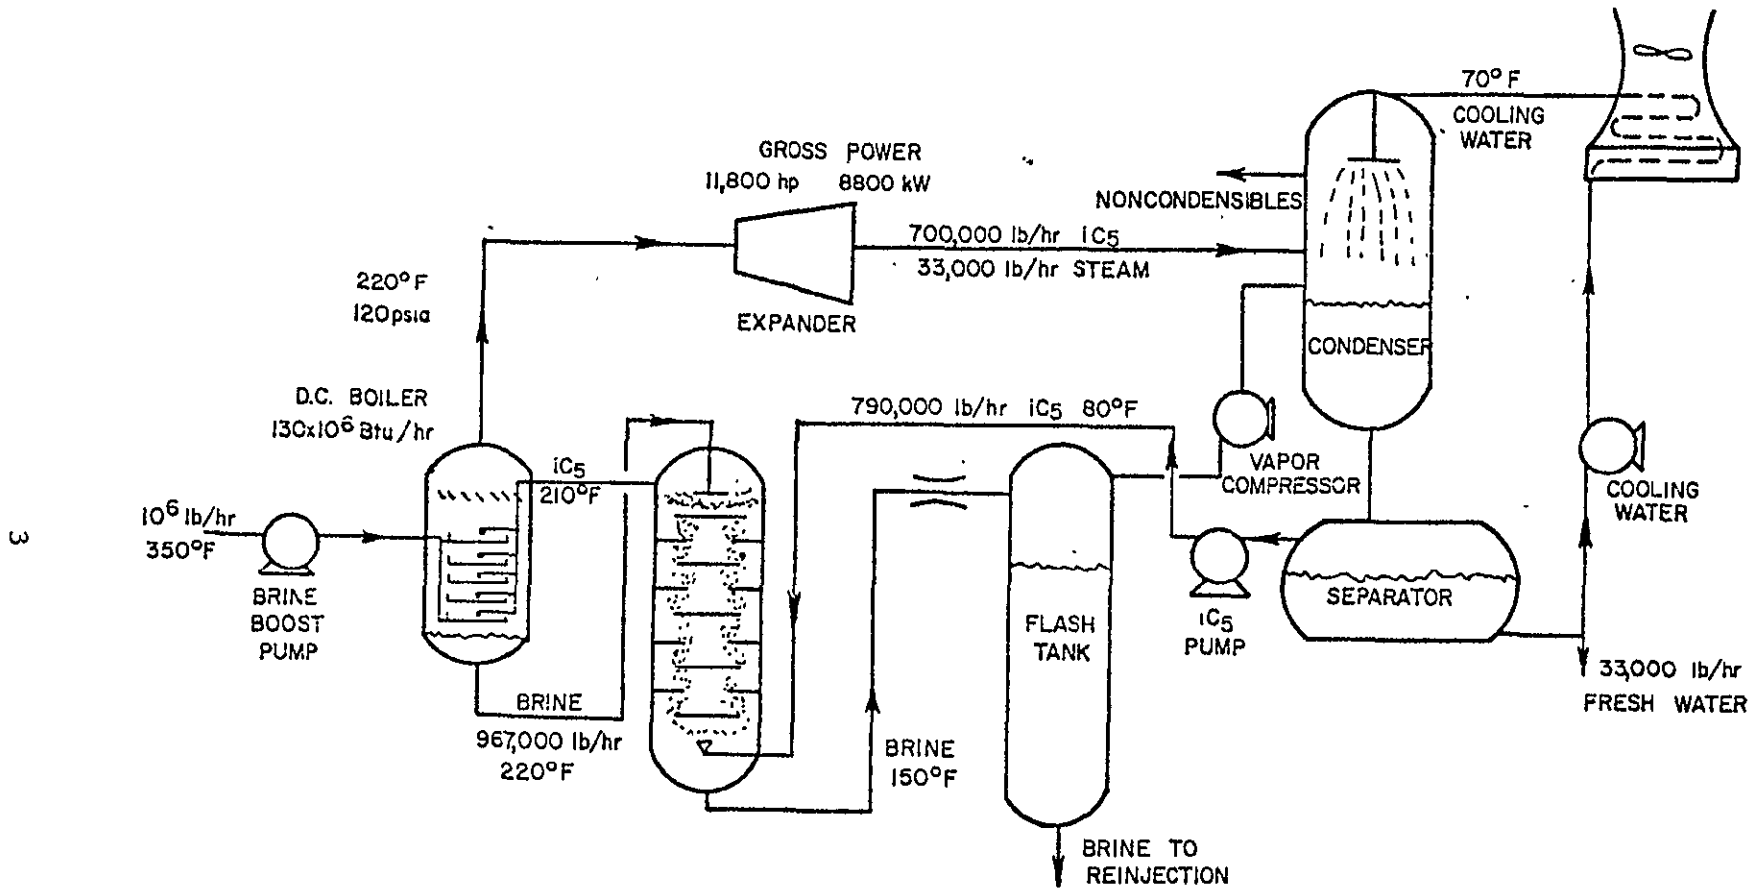 70°F
COOLING
WATER
GROSS POWER
11,800 hp 8800 kW
NONCONDENSIBLES
700,000 lb/hr iC5
33,000 lb/hr STEAM
220°F
120psia
EXPANDER
CONDENSER
D.C. BOILER
130x10⁶ Btu/hr
790,000 lb/hr iC5 80°F
iC5
210°F
VAPOR
COMPRESSOR
COOLING
WATER
10⁶ lb/hr
350°F
3
BRINE
BOOST
PUMP
FLASH
TANK
SEPARATOR
iC5
PUMP
33,000 lb/hr
FRESH WATER
BRINE
967,000 lb/hr
220°F
BRINE
150°F
BRINE TO
REINJECTION